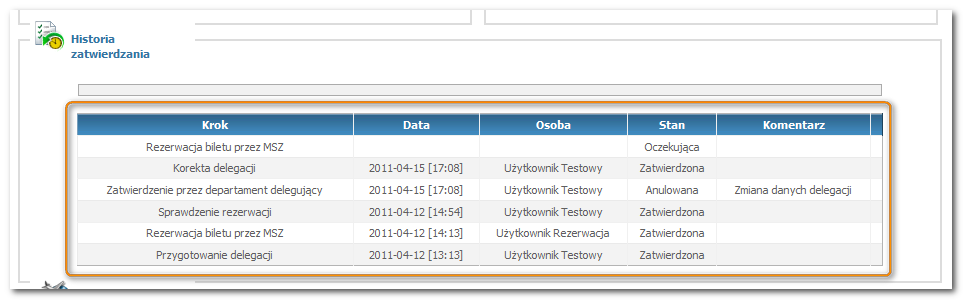 Historia
zatwierdzania
Krok Data Osoba Stan Komentarz
Rezerwacja biletu przez MSZ Oczekująca
Korekta delegacji 2011-04-15 [17:08] Użytkownik Testowy Zatwierdzona
Zatwierdzenie przez departament delegujący 2011-04-15 [17:08] Użytkownik Testowy Anulowana Zmiana danych delegacji
Sprawdzenie rezerwacji 2011-04-12 [14:54] Użytkownik Testowy Zatwierdzona
Rezerwacja biletu przez MSZ 2011-04-12 [14:13] Użytkownik Rezerwacja Zatwierdzona
Przygotowanie delegacji 2011-04-12 [13:13] Użytkownik Testowy Zatwierdzona